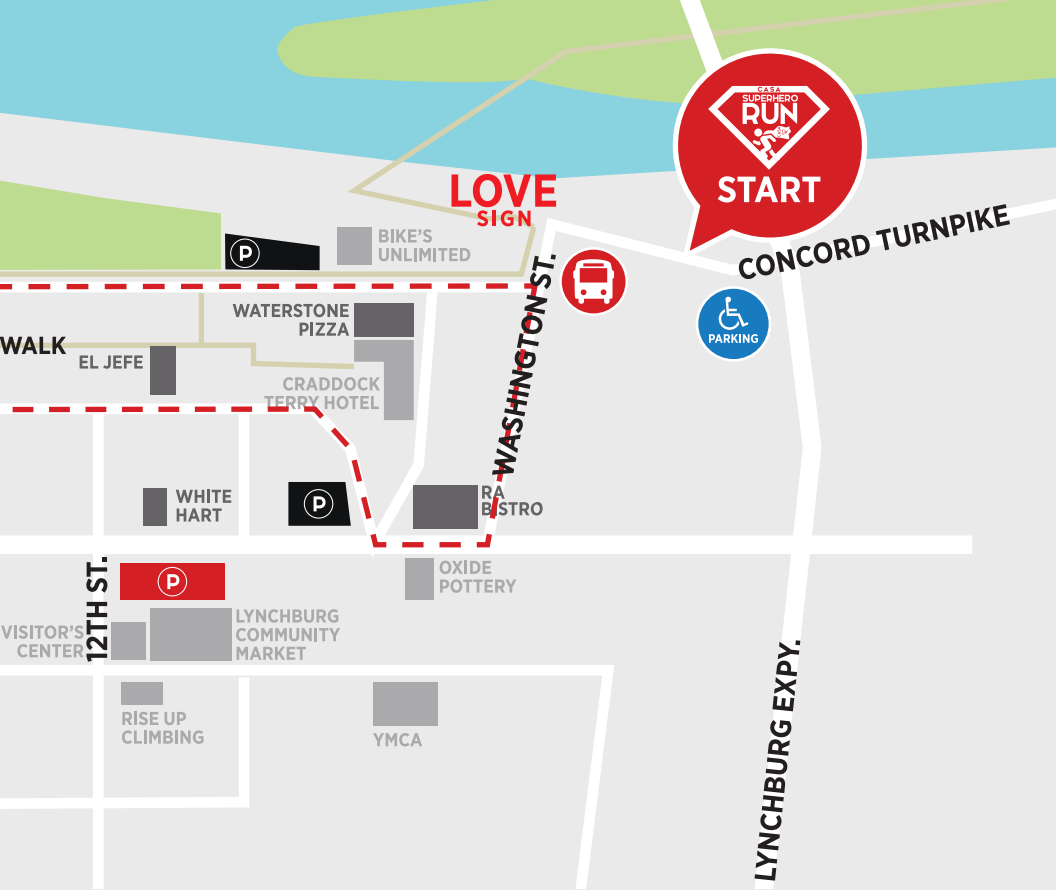 CASA
SUPERHERO
RUN
START
LOVE
SIGN
CONCORD TURNPIKE
P
BIKE'S
UNLIMITED
WASHINGTON ST.
WATERSTONE
PIZZA
PARKING
WALK
EL JEFE
CRADDOCK
TERRY HOTEL
WHITE
HART
P
RA
BISTRO
12TH ST.
P
OXIDE
POTTERY
VISITOR'S
CENTER
LYNCHBURG
COMMUNITY
MARKET
LYNCHBURG EXPY.
RISE UP
CLIMBING
YMCA